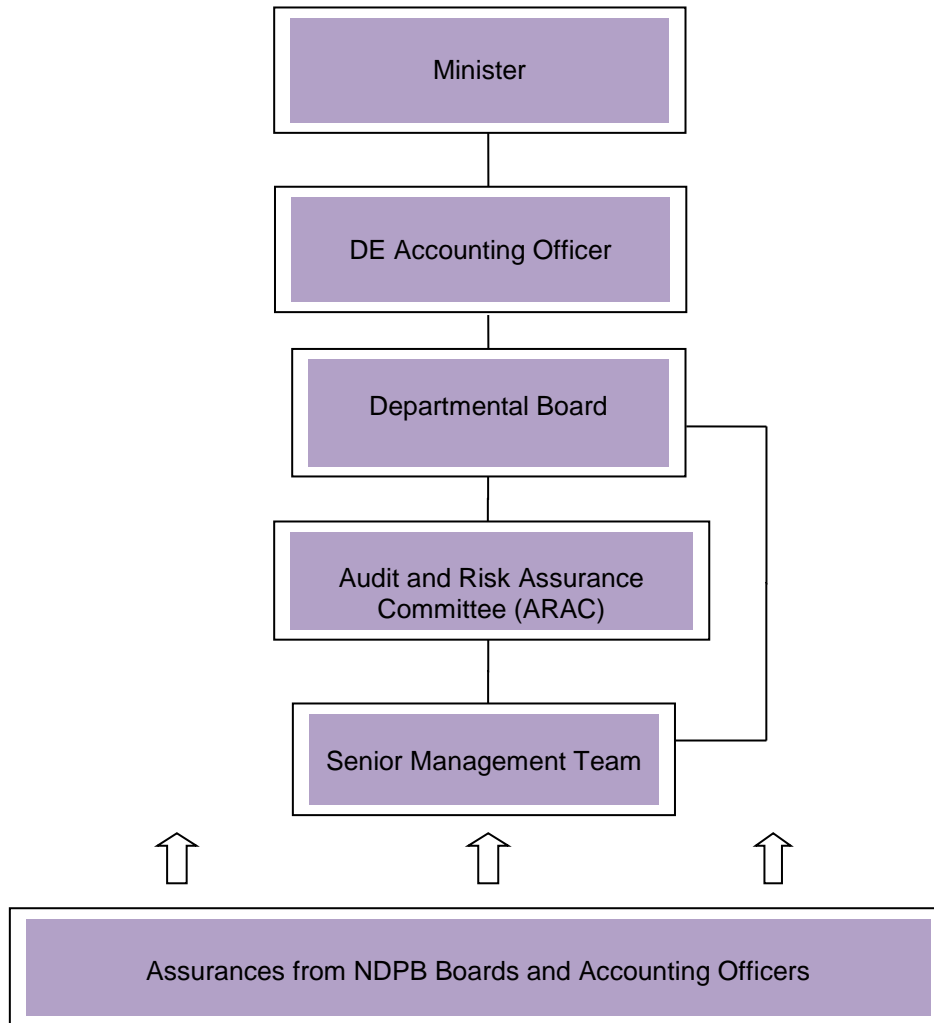 Minister
DE Accounting Officer
Departmental Board
Audit and Risk Assurance
Committee (ARAC)
Senior Management Team
Assurances from NDPB Boards and Accounting Officers